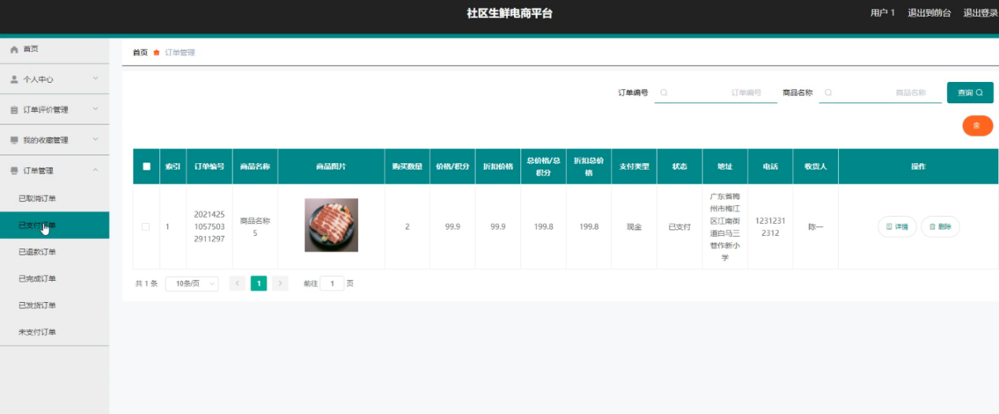 社区生鲜电商平台
用户 1 退出到前台 退出登录
首页
个人中心
订单评价管理
我的收藏管理
订单管理
已取消订单
已支付订单
已退款订单
已完成订单
已发货订单
未支付订单
首页 订单管理
订单编号 订单编号 商品名称 商品名称 查询
索引 订单编号 商品名称 商品图片 购买数量 价格/积分 折扣价格 总价格/总积分 折扣总价格 支付类型 状态 地址 电话 收货人 操作
1 202142510575032911297 商品名称5 2 99.9 99.9 199.8 199.8 现金 已支付 广东省梅州市梅江区江南街道白马三巷作新小学 12312312312 陈一 详情 删除
共 1 条 10条/页 1 前往 1 页